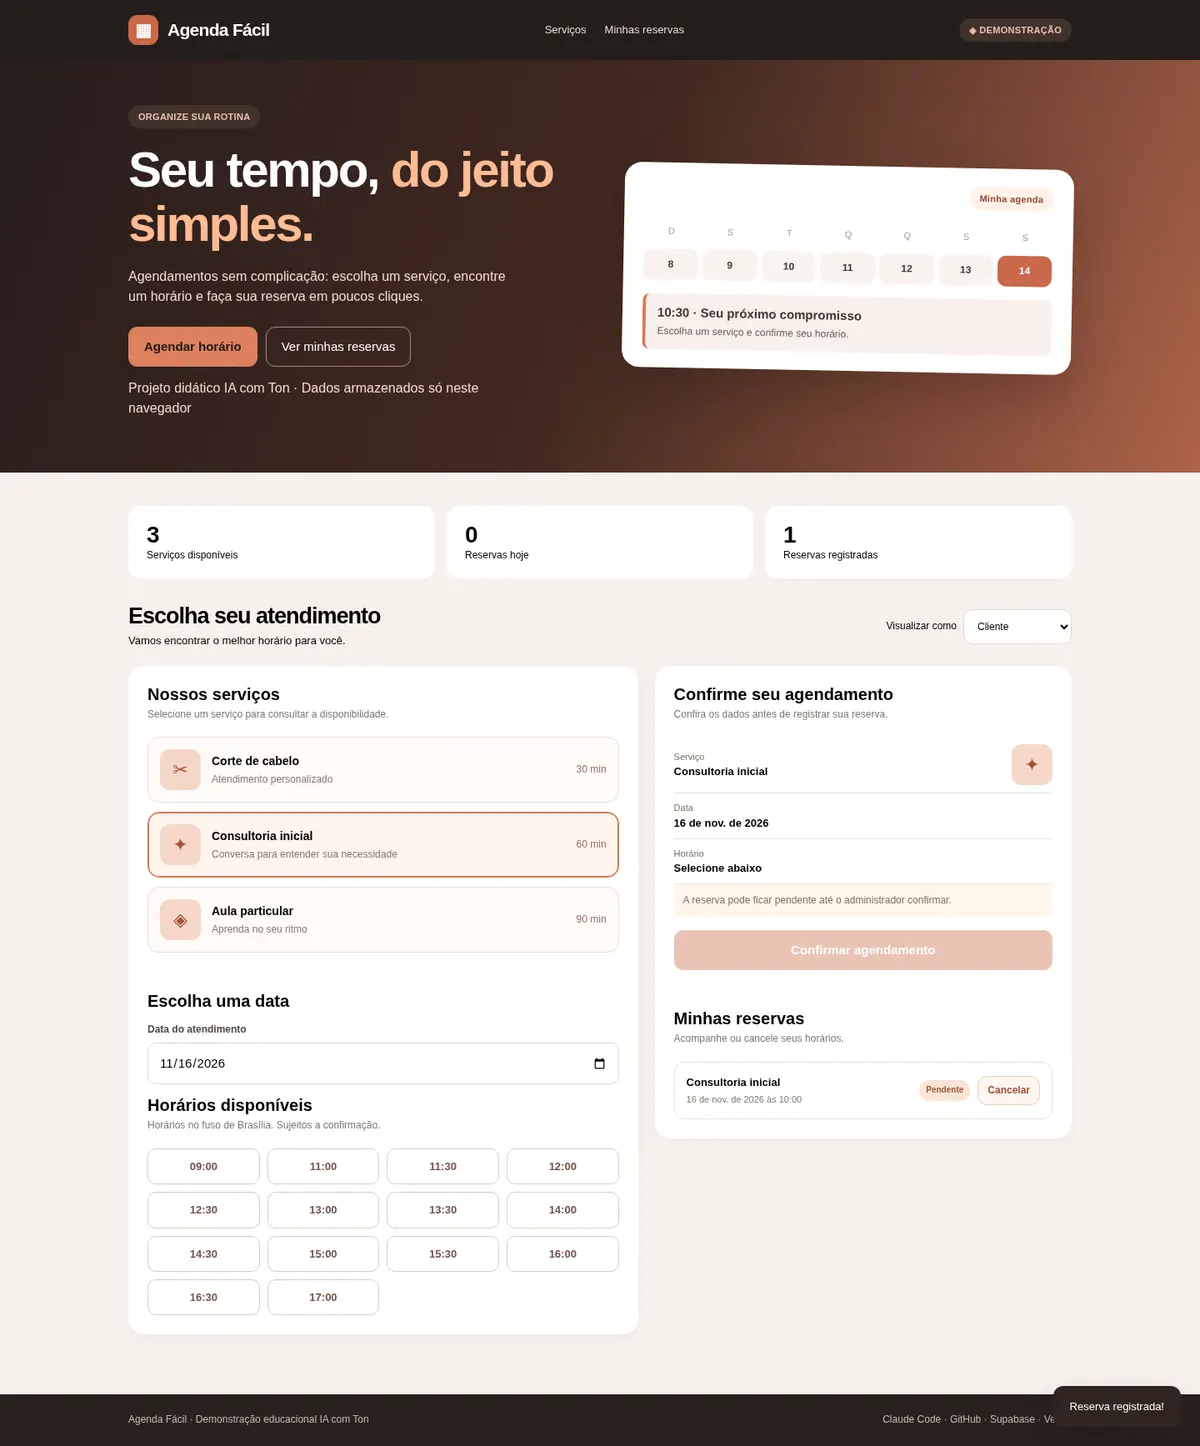 Agenda Fácil
Serviços
Minhas reservas
◈ DEMONSTRAÇÃO
ORGANIZE SUA ROTINA
Seu tempo, do jeito
simples.
Agendamentos sem complicação: escolha um serviço, encontre
um horário e faça sua reserva em poucos cliques.
Agendar horário
Ver minhas reservas
Projeto didático IA com Ton · Dados armazenados só neste
navegador
Minha agenda
D S T Q Q S S
8 9 10 11 12 13 14
10:30 · Seu próximo compromisso
Escolha um serviço e confirme seu horário.
3
Serviços disponíveis
0
Reservas hoje
1
Reservas registradas
Escolha seu atendimento
Vamos encontrar o melhor horário para você.
Visualizar como
Cliente
Nossos serviços
Selecione um serviço para consultar a disponibilidade.
Corte de cabelo
Atendimento personalizado
30 min
Consultoria inicial
Conversa para entender sua necessidade
60 min
Aula particular
Aprenda no seu ritmo
90 min
Escolha uma data
Data do atendimento
11/16/2026
Horários disponíveis
Horários no fuso de Brasília. Sujeitos a confirmação.
09:00 11:00 11:30 12:00
12:30 13:00 13:30 14:00
14:30 15:00 15:30 16:00
16:30 17:00
Confirme seu agendamento
Confira os dados antes de registrar sua reserva.
Serviço
Consultoria inicial
Data
16 de nov. de 2026
Horário
Selecione abaixo
A reserva pode ficar pendente até o administrador confirmar.
Confirmar agendamento
Minhas reservas
Acompanhe ou cancele seus horários.
Consultoria inicial
16 de nov. de 2026 às 10:00
Pendente
Cancelar
Agenda Fácil · Demonstração educacional IA com Ton
Claude Code · GitHub · Supabase ·
Reserva registrada!